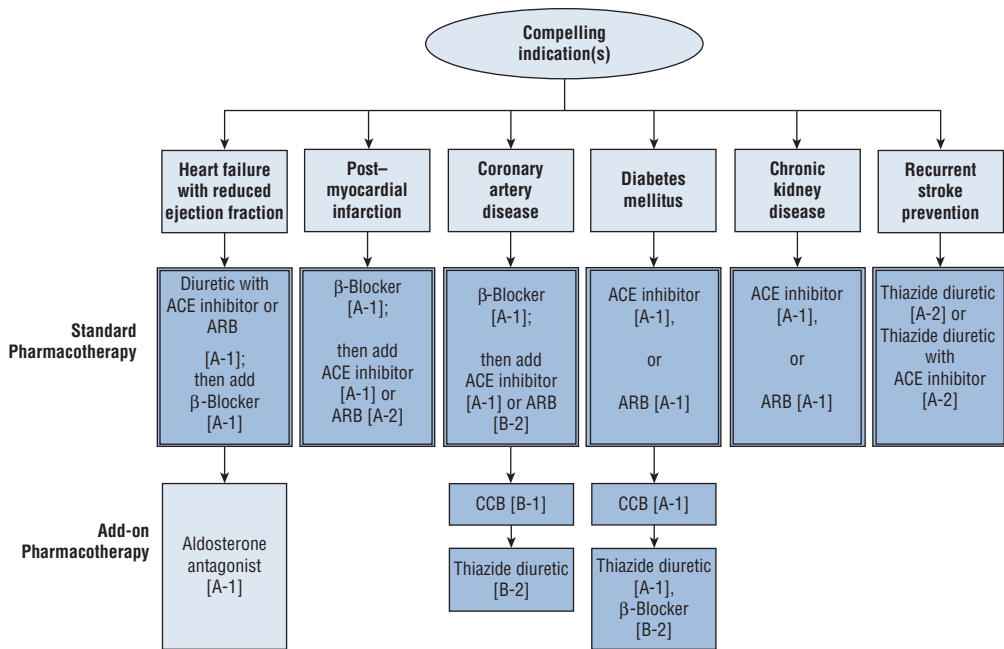 Compelling
indication(s)
Heart failure
with reduced
ejection fraction
Post–
myocardial
infarction
Coronary
artery
disease
Diabetes
mellitus
Chronic
kidney
disease
Recurrent
stroke
prevention
Standard
Pharmacotherapy
Diuretic with
ACE inhibitor or
ARB
[A-1];
then add
β-Blocker
[A-1]
β-Blocker
[A-1];
then add
ACE inhibitor
[A-1] or
ARB [A-2]
β-Blocker
[A-1];
then add
ACE inhibitor
[A-1] or ARB
[B-2]
ACE inhibitor
[A-1],
or
ARB [A-1]
ACE inhibitor
[A-1],
or
ARB [A-1]
Thiazide diuretic
[A-2] or
Thiazide diuretic
with
ACE inhibitor
[A-2]
Add-on
Pharmacotherapy
Aldosterone
antagonist
[A-1]
CCB [B-1]
Thiazide diuretic
[B-2]
CCB [A-1]
Thiazide diuretic
[A-1],
β-Blocker
[B-2]